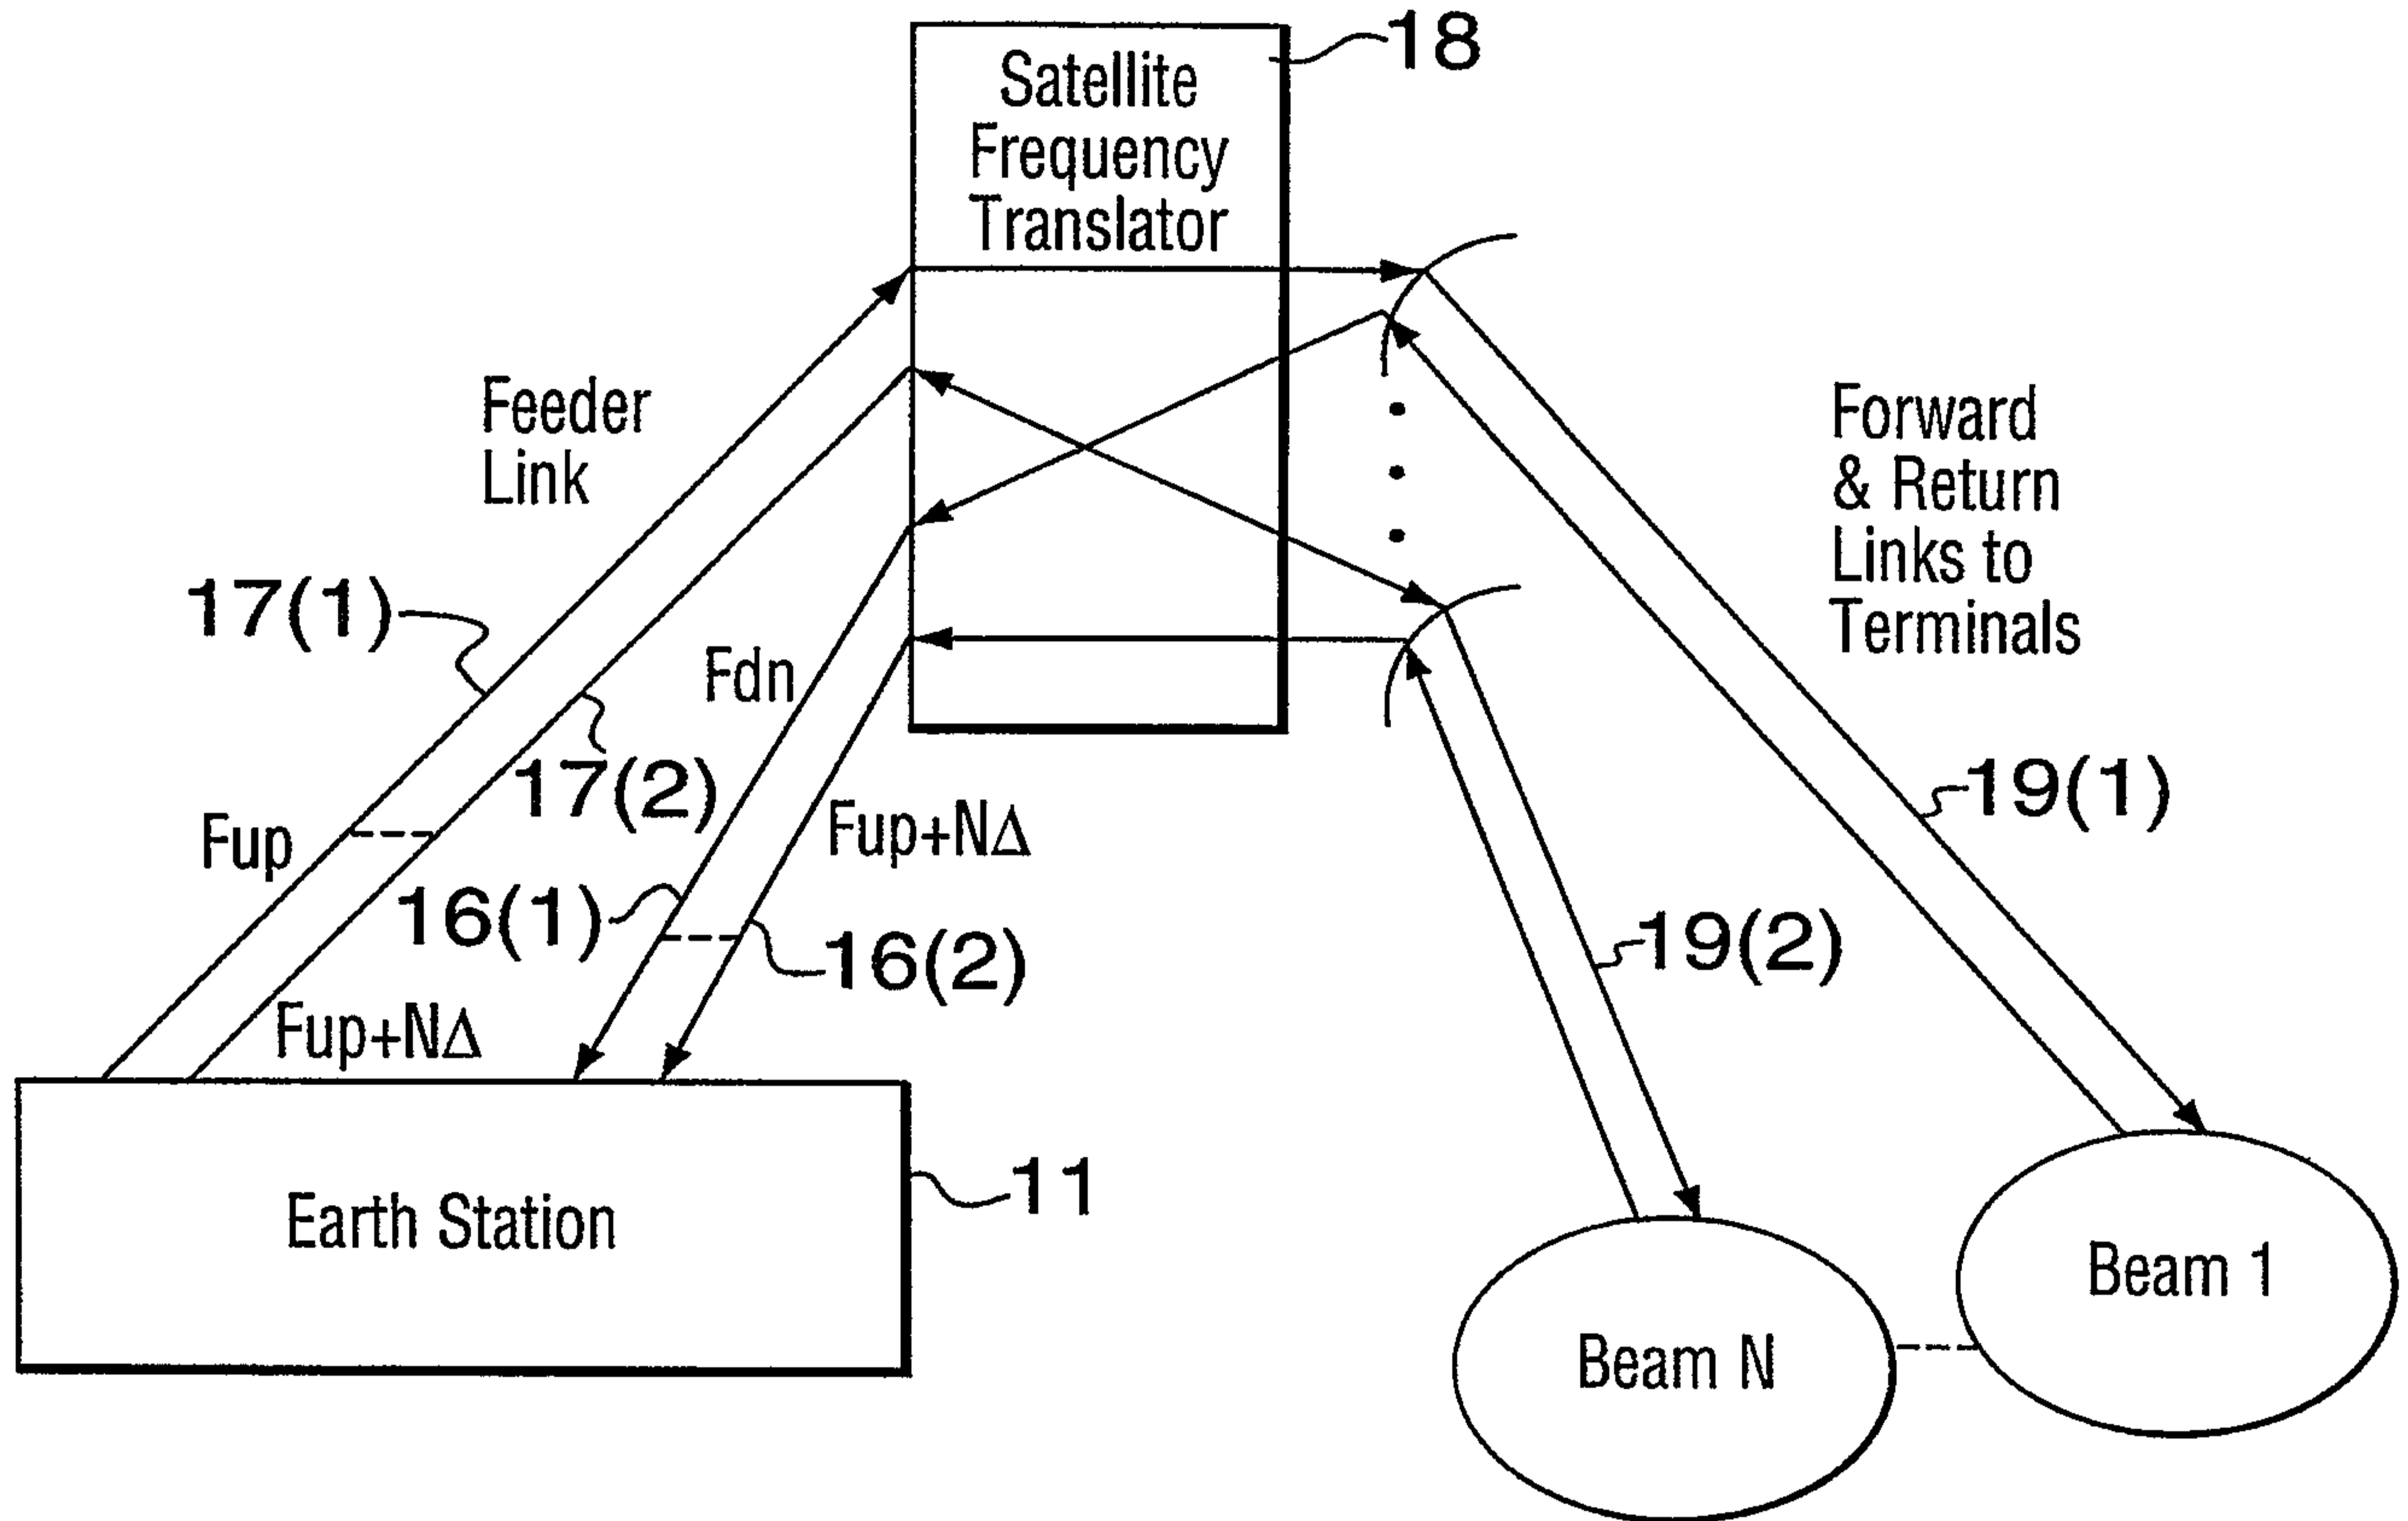 18
Satellite
Frequency
Translator
Feeder
Link
Forward
& Return
Links to
Terminals
17(1)
Fdn
17(2)
19(1)
Fup
Fup+NΔ
16(1)
16(2)
19(2)
Fup+NΔ
11
Earth Station
Beam 1
Beam N